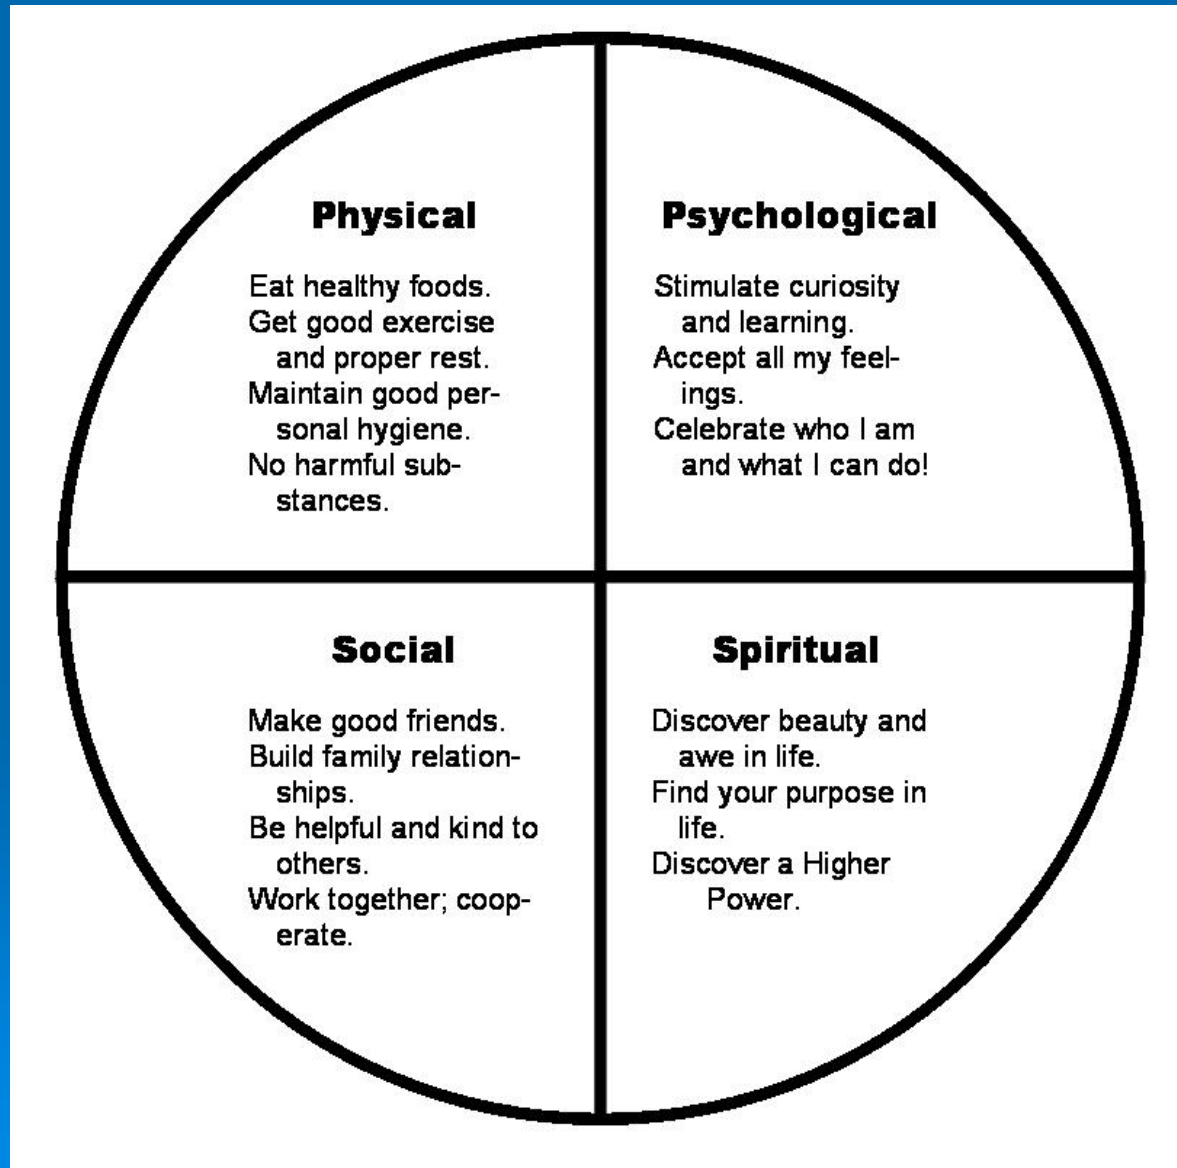 Physical
Eat healthy foods.
Get good exercise
and proper rest.
Maintain good per-
sonal hygiene.
No harmful sub-
stances.
Psychological
Stimulate curiosity
and learning.
Accept all my feel-
ings.
Celebrate who I am
and what I can do!
Social
Make good friends.
Build family relation-
ships.
Be helpful and kind to
others.
Work together; coop-
erate.
Spiritual
Discover beauty and
awe in life.
Find your purpose in
life.
Discover a Higher
Power.